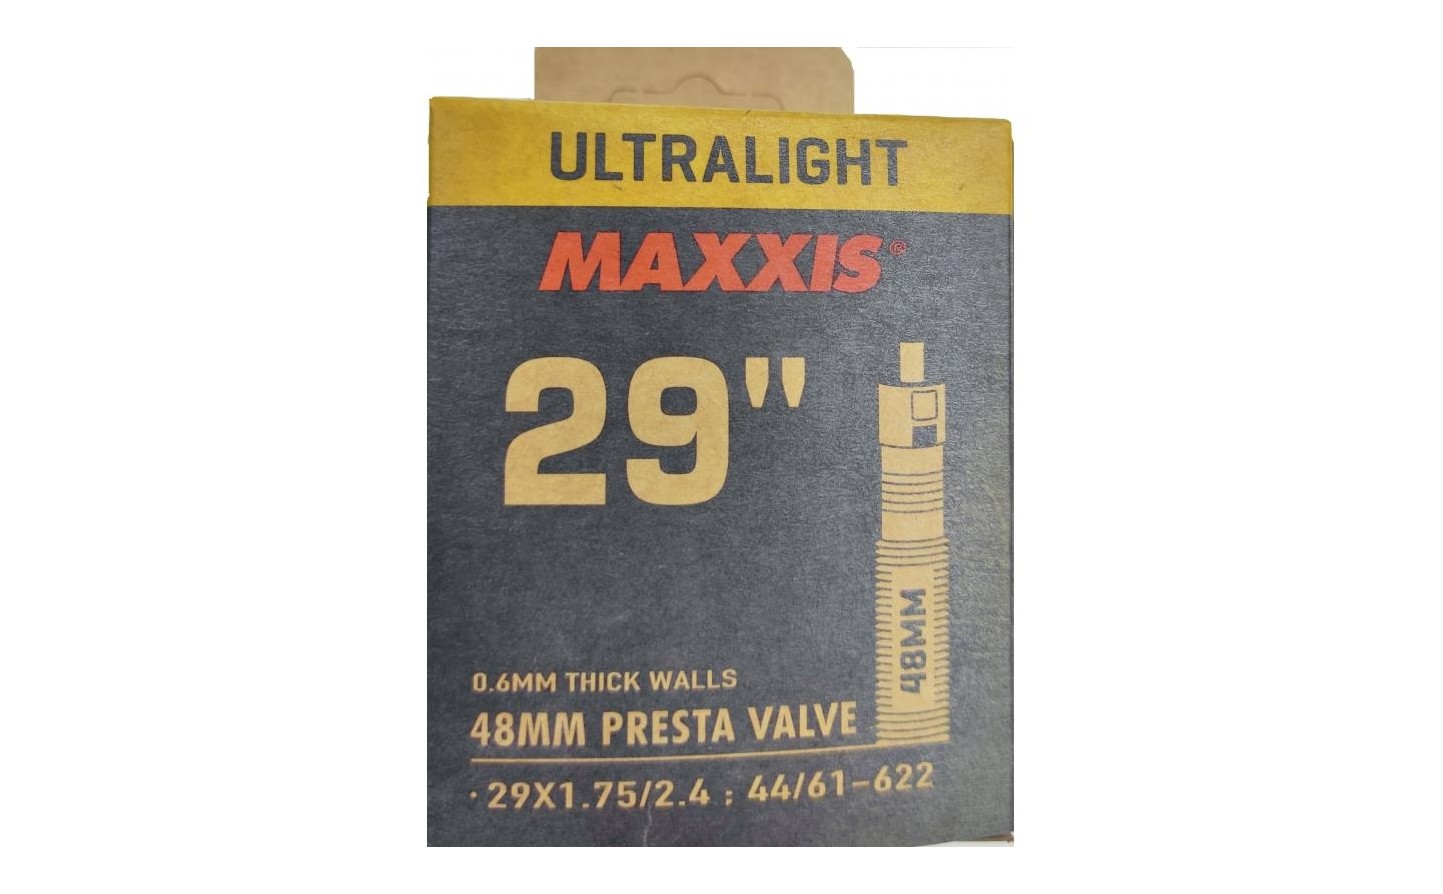 ULTRALIGHT
MAXXIS®
29"
48MM
0.6MM THICK WALLS
48MM PRESTA VALVE
·29X1.75/2.4 ; 44/61-622